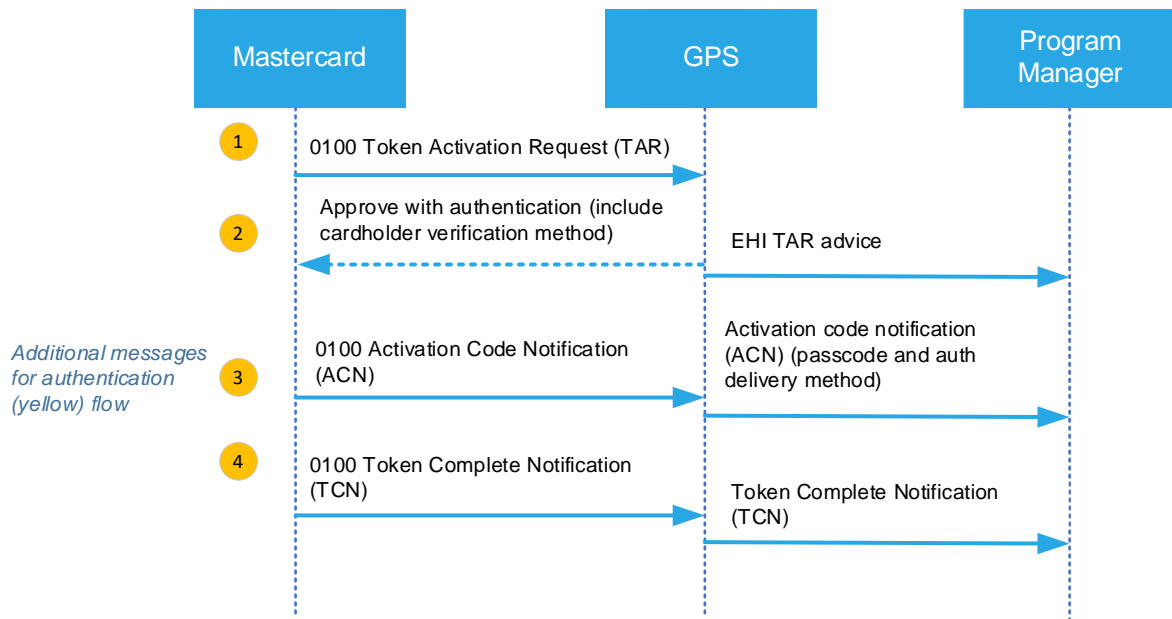 Mastercard
GPS
Program
Manager
1
0100 Token Activation Request (TAR)
2
Approve with authentication (include
cardholder verification method)
EHI TAR advice
Additional messages
for authentication
(yellow) flow
3
0100 Activation Code Notification
(ACN)
Activation code notification
(ACN) (passcode and auth
delivery method)
4
0100 Token Complete Notification
(TCN)
Token Complete Notification
(TCN)